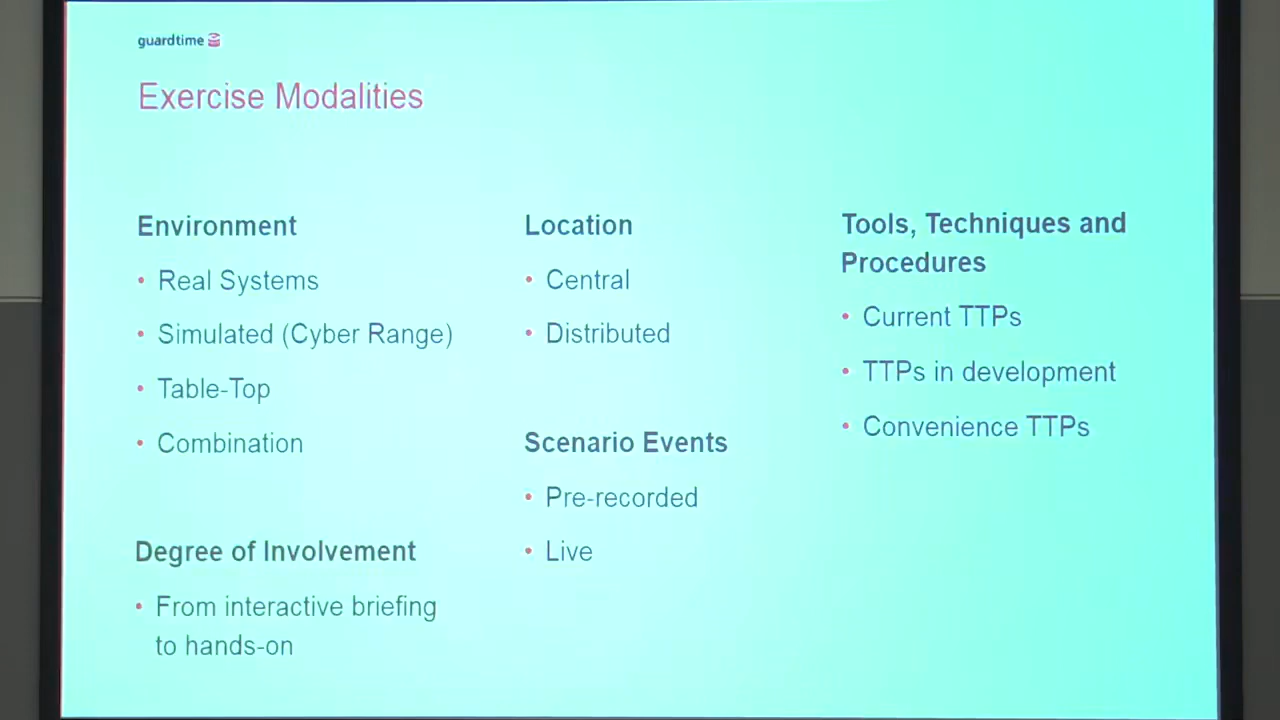 guardtime
Exercise Modalities
Environment
• Real Systems
• Simulated (Cyber Range)
• Table-Top
• Combination
Degree of Involvement
• From interactive briefing
to hands-on
Location
• Central
• Distributed
Scenario Events
• Pre-recorded
• Live
Tools, Techniques and
Procedures
• Current TTPs
• TTPs in development
• Convenience TTPs